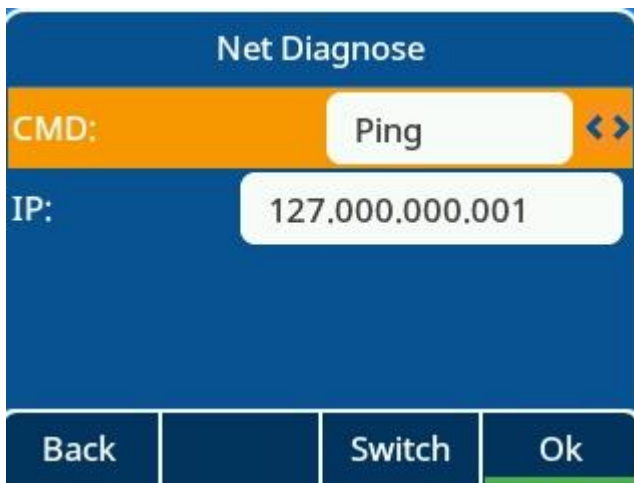 Net Diagnose
CMD: Ping
IP: 127.000.000.001
Back Switch Ok